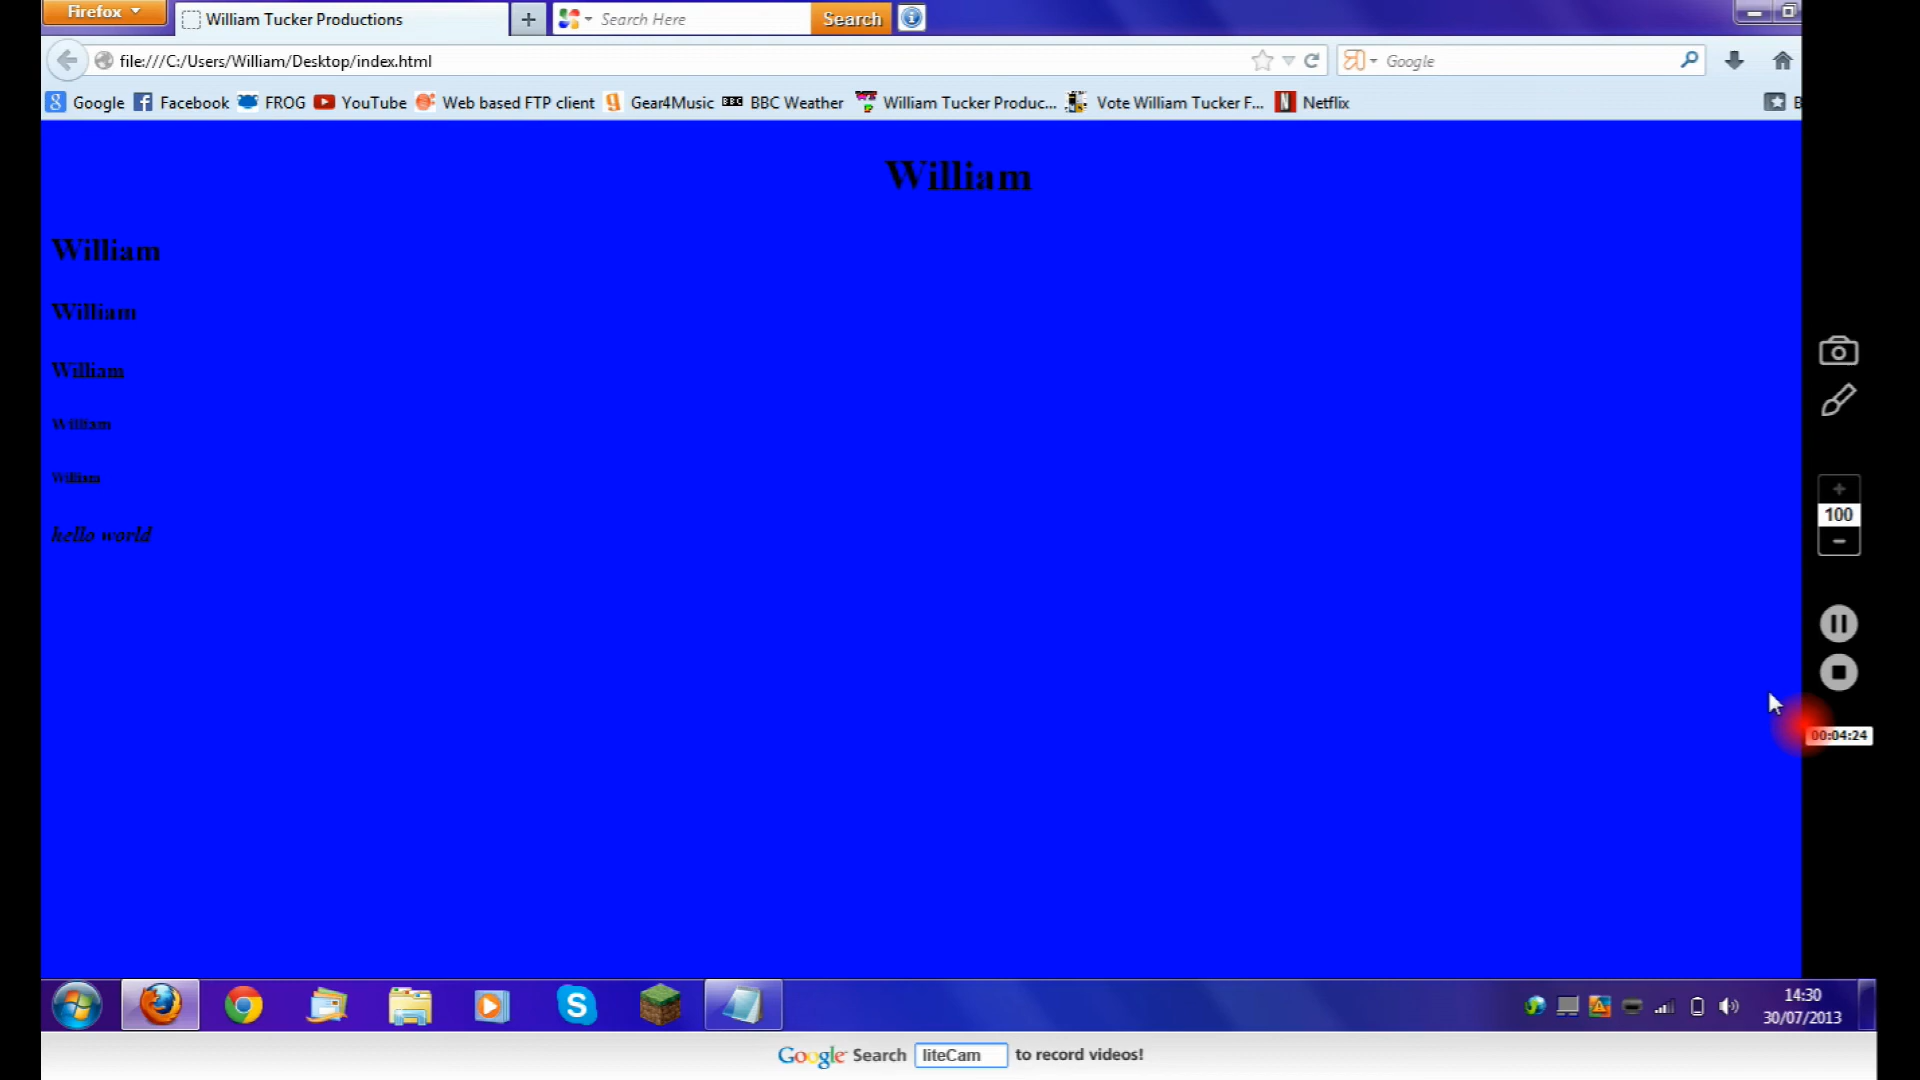 Firefox
William Tucker Productions
Search Here
Search
file:///C:/Users/William/Desktop/index.html
Google
Google
Facebook
FROG
YouTube
Web based FTP client
Gear4Music
BBC
BBC Weather
William Tucker Produc...
Vote William Tucker F...
Netflix
William
William
William
William
William
William
hello world
100
00:04:24
14:30
30/07/2013
Google Search liteCam to record videos!